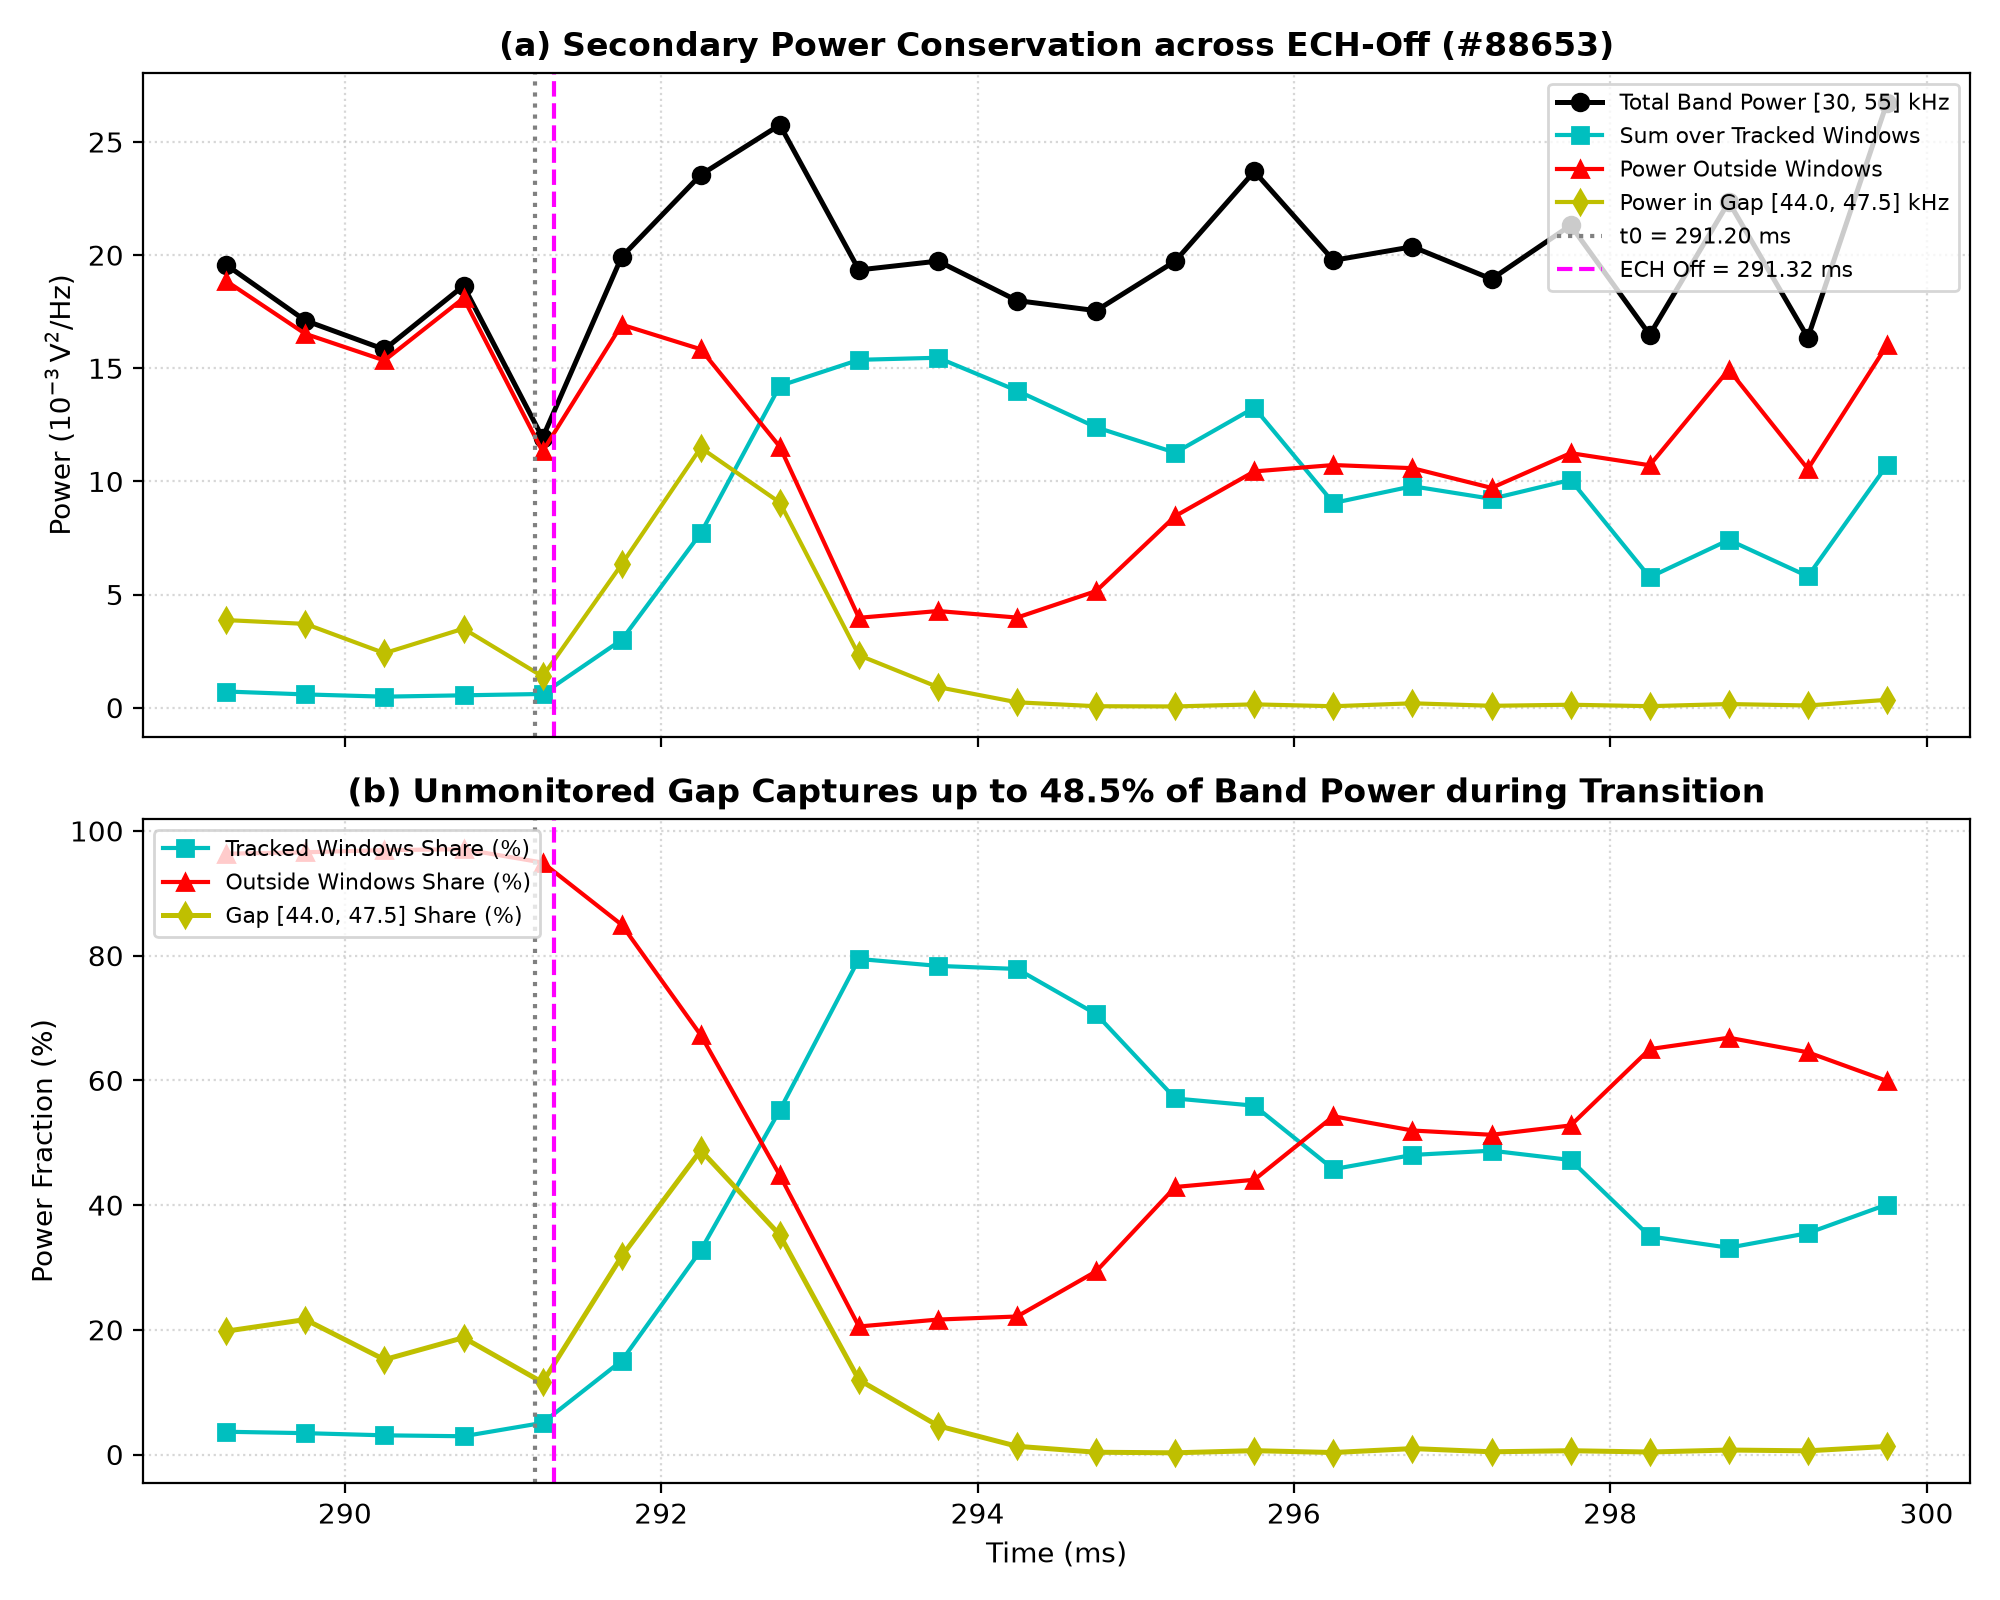 (a) Secondary Power Conservation across ECH-Off (#88653)
Power (10⁻³ V²/Hz)
25
20
15
10
5
0
Total Band Power [30, 55] kHz
Sum over Tracked Windows
Power Outside Windows
Power in Gap [44.0, 47.5] kHz
t0 = 291.20 ms
ECH Off = 291.32 ms
(b) Unmonitored Gap Captures up to 48.5% of Band Power during Transition
Power Fraction (%)
100
80
60
40
20
0
Tracked Windows Share (%)
Outside Windows Share (%)
Gap [44.0, 47.5] Share (%)
290 292 294 296 298 300
Time (ms)